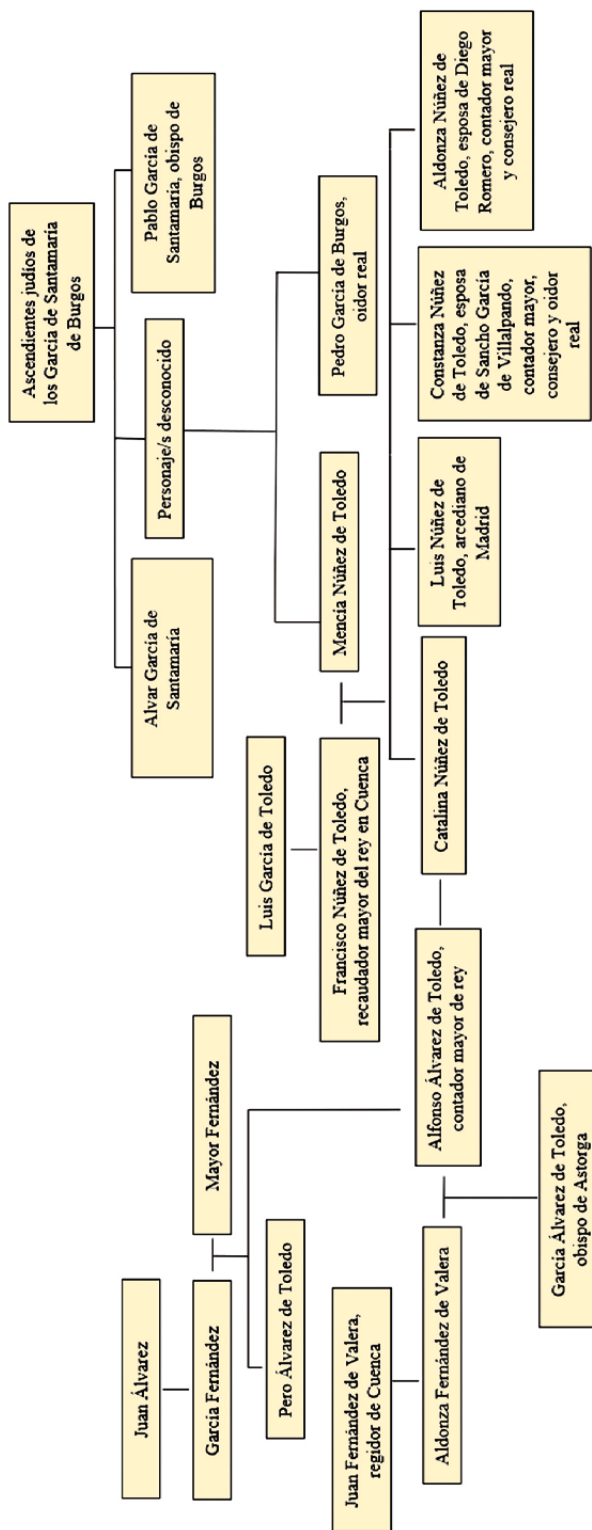 Ascendientes judíos de
los García de Santamaría
de Burgos
Juan Álvarez
Alvar García de
Santamaría
Personaje/s desconocido
Pablo García de
Santamaría, obispo de
Burgos
García Fernández
Mayor Fernández
Luis García de Toledo
Pero Álvarez de Toledo
Francisco Núñez de Toledo,
recaudador mayor del rey en Cuenca
Mencía Núñez de Toledo
Pedro García de Burgos,
oidor real
Juan Fernández de Valera,
regidor de Cuenca
Aldonza Fernández de Valera
Alfonso Álvarez de Toledo,
contador mayor de rey
Catalina Núñez de Toledo
Luis Núñez de
Toledo, arcediano de
Madrid
Constanza Núñez
de Toledo, esposa
de Sancho García
de Villalpando,
contador mayor,
consejero y oidor
real
Aldonza Núñez de
Toledo, esposa de Diego
Romero, contador mayor
y consejero real
García Álvarez de Toledo,
obispo de Astorga